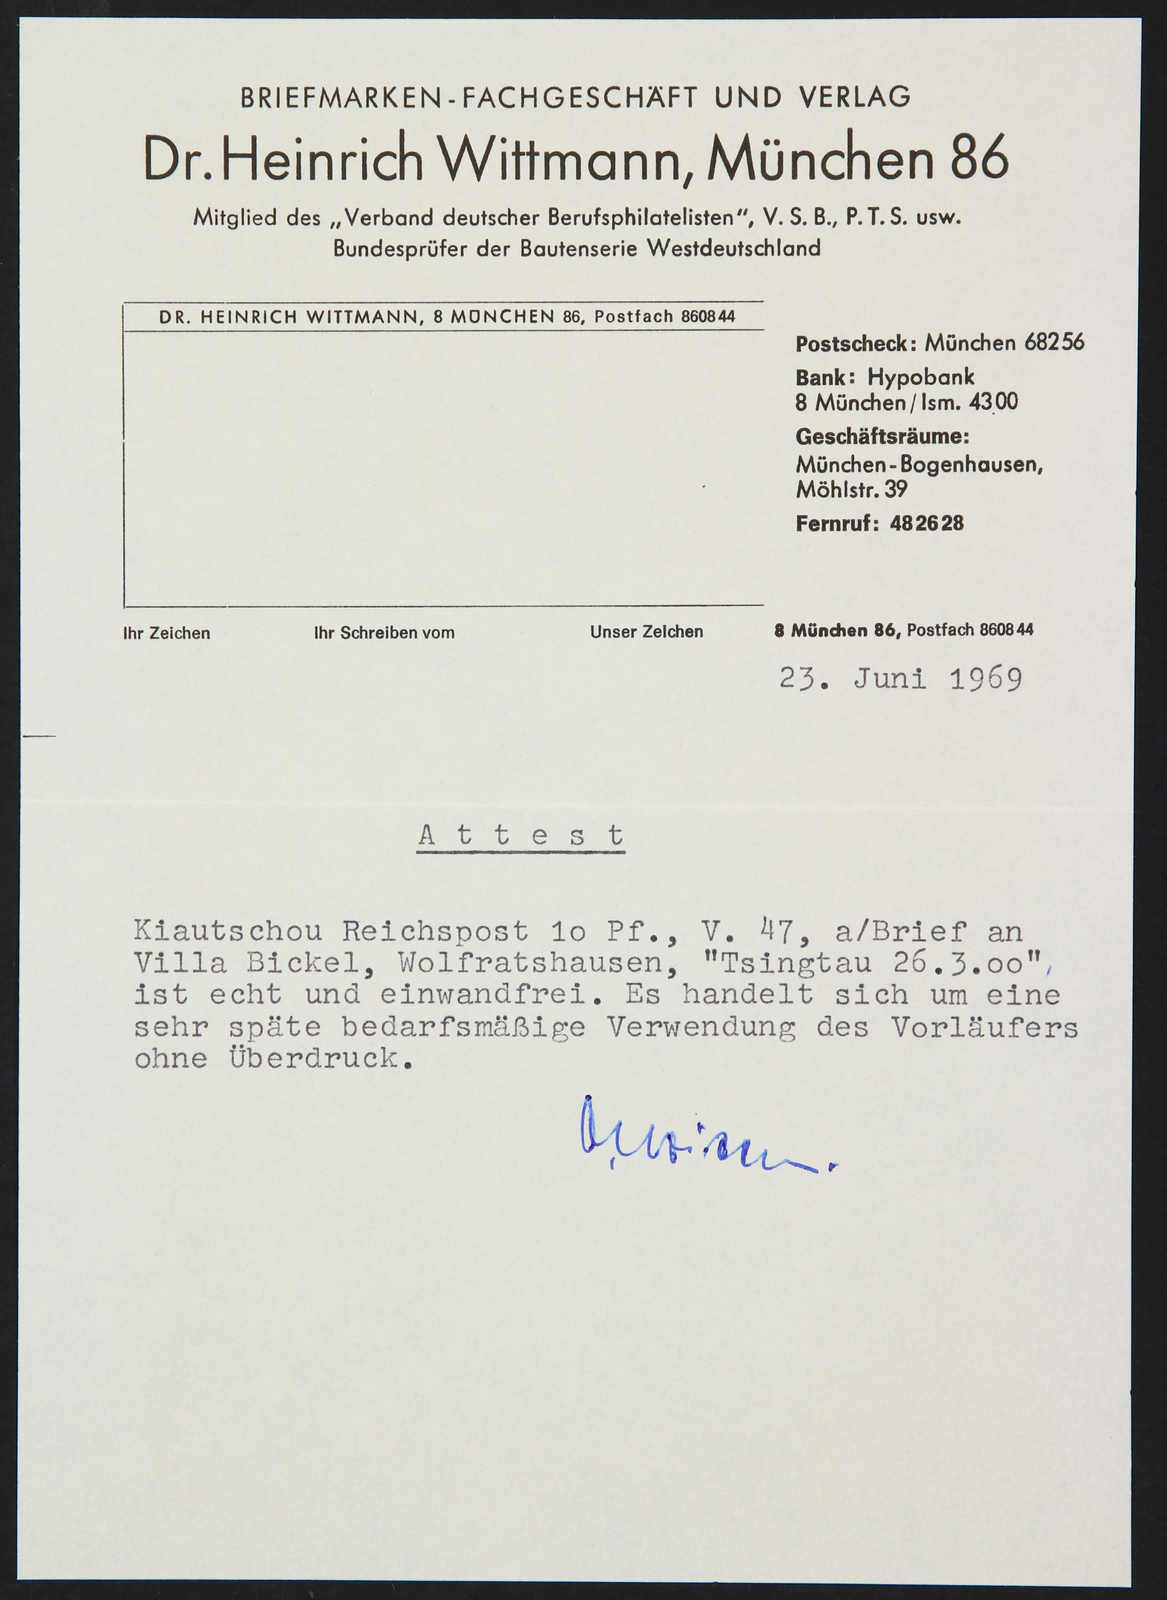 BRIEFMARKEN-FACHGESCHÄFT UND VERLAG
Dr. Heinrich Wittmann, München 86
Mitglied des „Verband deutscher Berufsphilatelisten", V. S. B., P. T. S. usw.
Bundesprüfer der Bautenserie Westdeutschland
DR. HEINRICH WITTMANN, 8 MÜNCHEN 86, Postfach 860844
Postscheck: München 68256
Bank: Hypobank
8 München / Ism. 4300
Geschäftsräume:
München-Bogenhausen,
Möhlstr. 39
Fernruf: 482628
Ihr Zeichen Ihr Schreiben vom Unser Zeichen 8 München 86, Postfach 860844
23. Juni 1969
Attest
Kiautschou Reichspost 1o Pf., V. 47, a/Brief an
Villa Bickel, Wolfratshausen, "Tsingtau 26.3.oo",
ist echt und einwandfrei. Es handelt sich um eine
sehr späte bedarfsmäßige Verwendung des Vorläufers
ohne Überdruck.